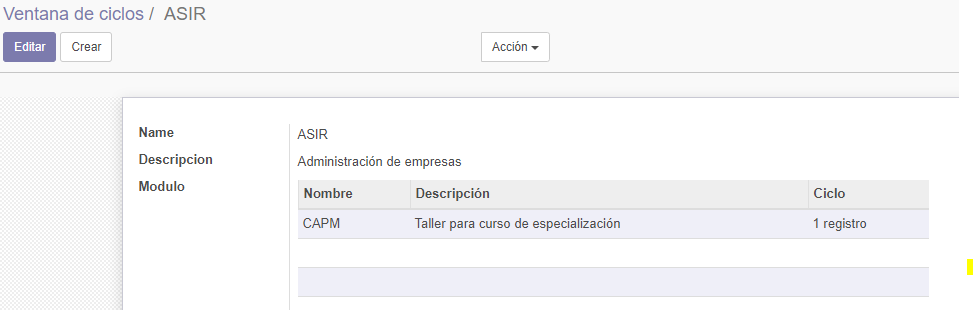 Ventana de ciclos / ASIR
Editar Crear Acción
Name ASIR
Descripcion Administración de empresas
Modulo
Nombre Descripción Ciclo
CAPM Taller para curso de especialización 1 registro